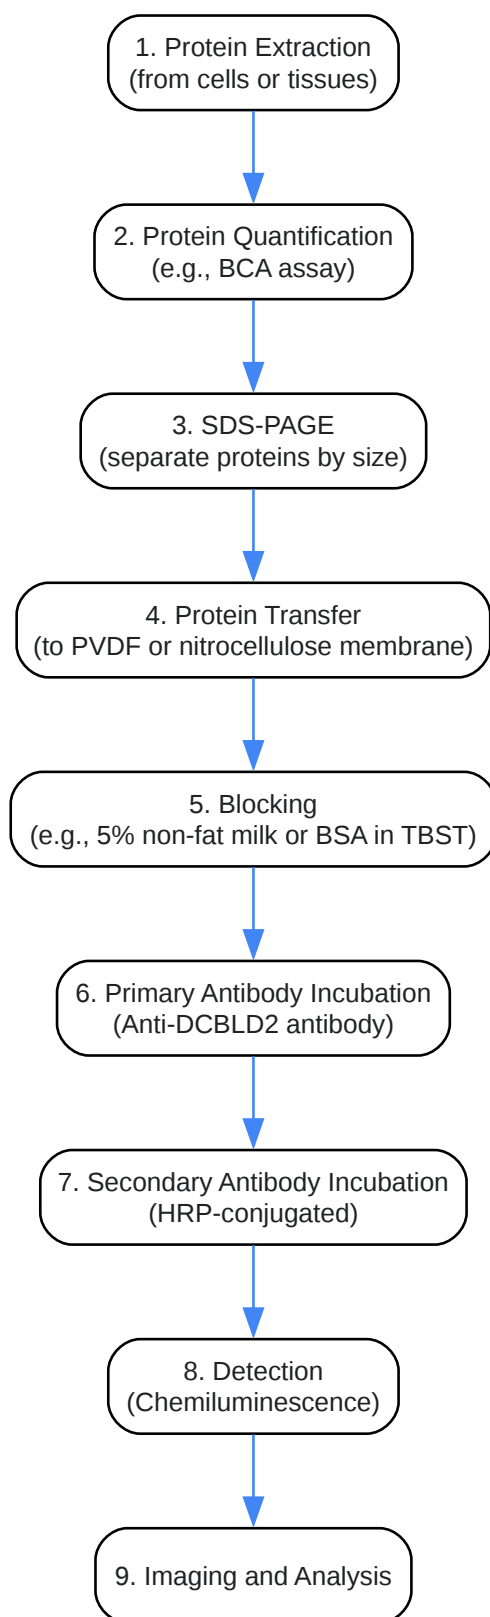 1. Protein Extraction
(from cells or tissues)
2. Protein Quantification
(e.g., BCA assay)
3. SDS-PAGE
(separate proteins by size)
4. Protein Transfer
(to PVDF or nitrocellulose membrane)
5. Blocking
(e.g., 5% non-fat milk or BSA in TBST)
6. Primary Antibody Incubation
(Anti-DCBLD2 antibody)
7. Secondary Antibody Incubation
(HRP-conjugated)
8. Detection
(Chemiluminescence)
9. Imaging and Analysis